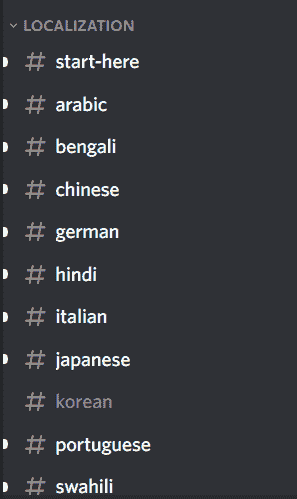 LOCALIZATION
# start-here
# arabic
# bengali
# chinese
# german
# hindi
# italian
# japanese
# korean
# portuguese
# swahili